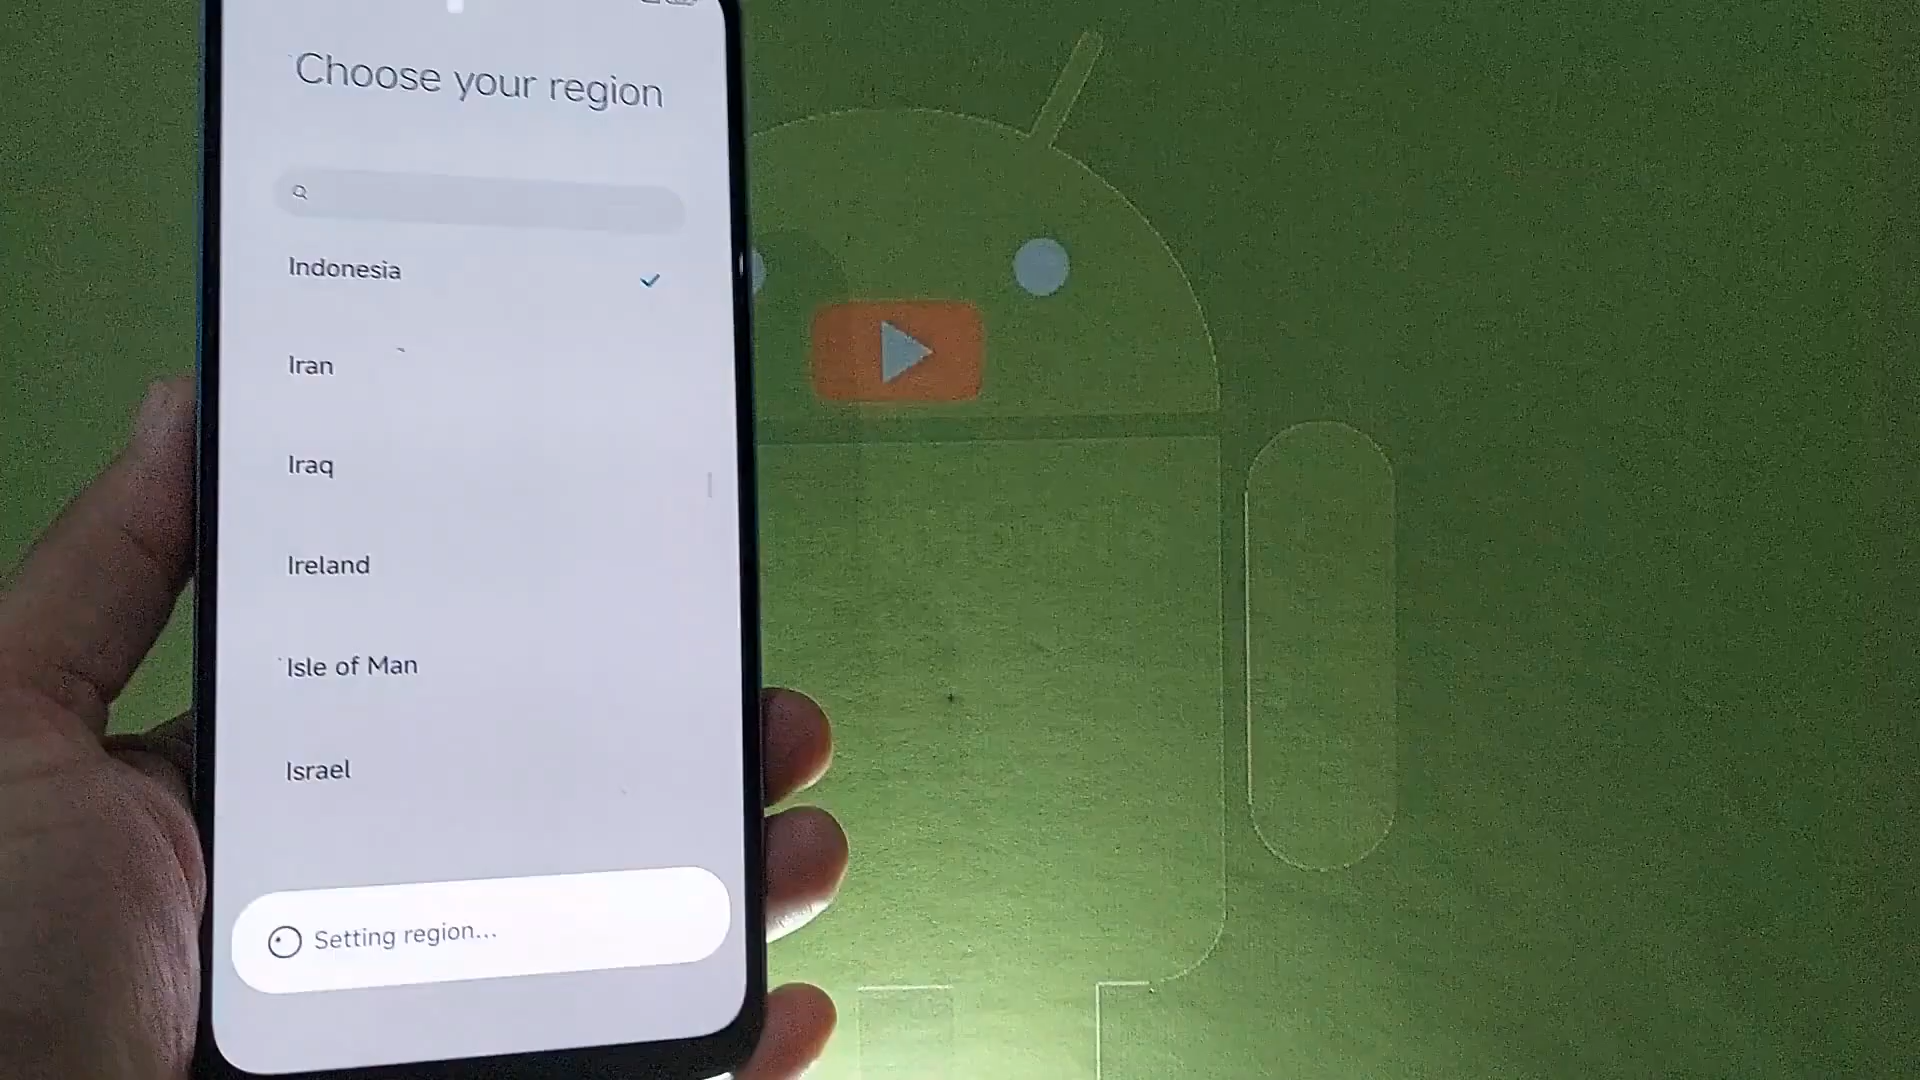 Choose your region
Indonesia
Iran
Iraq
Ireland
Isle of Man
Israel
Setting region...